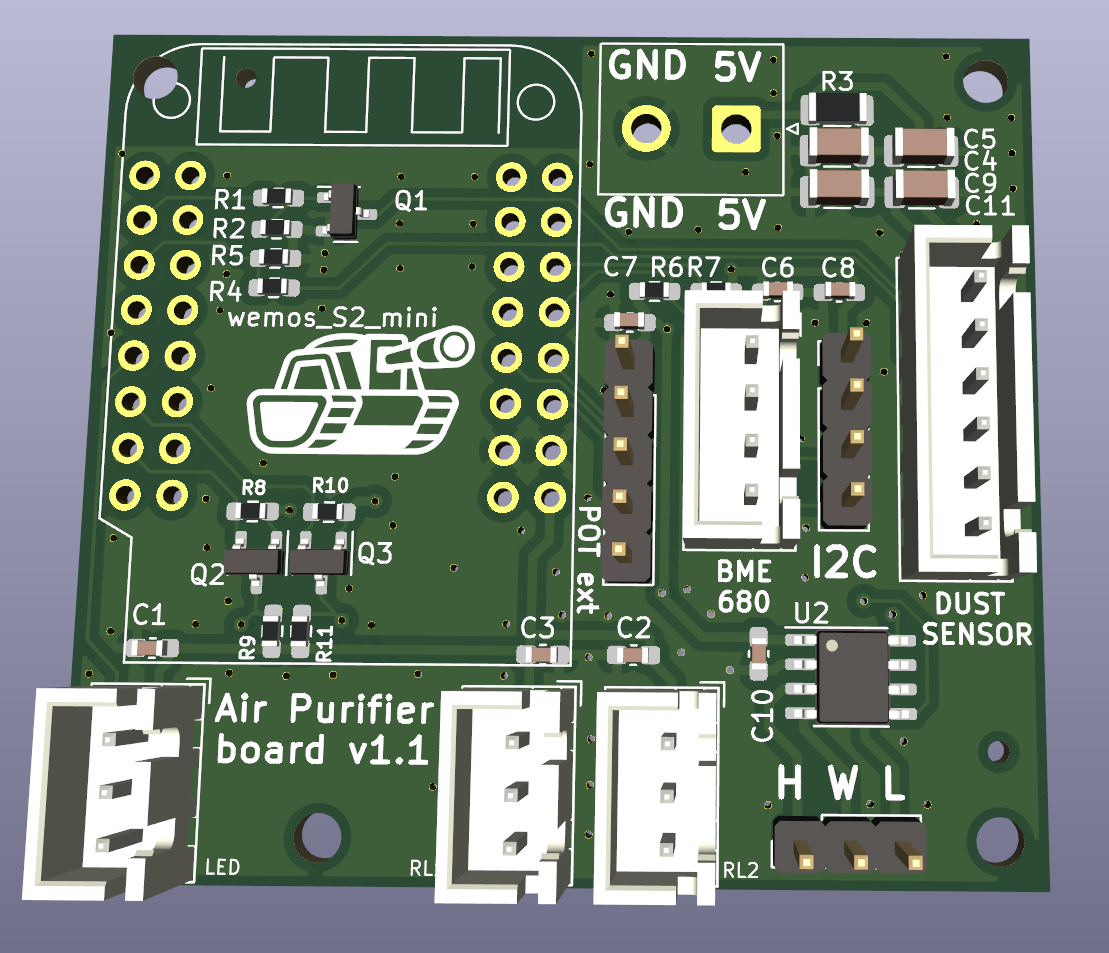 GND 5V
R3
C5
C4
C9
C11
GND 5V
R1
Q1
R2
R5
R4
wemos_S2_mini
C7 R6 R7 C6 C8
R8 R10
Q2 Q3
POT ext
I2C
BME
680
DUST
SENSOR
U2
C1
R9 R11
C3 C2
C10
Air Purifier
board v1.1
H W L
LED
RL2